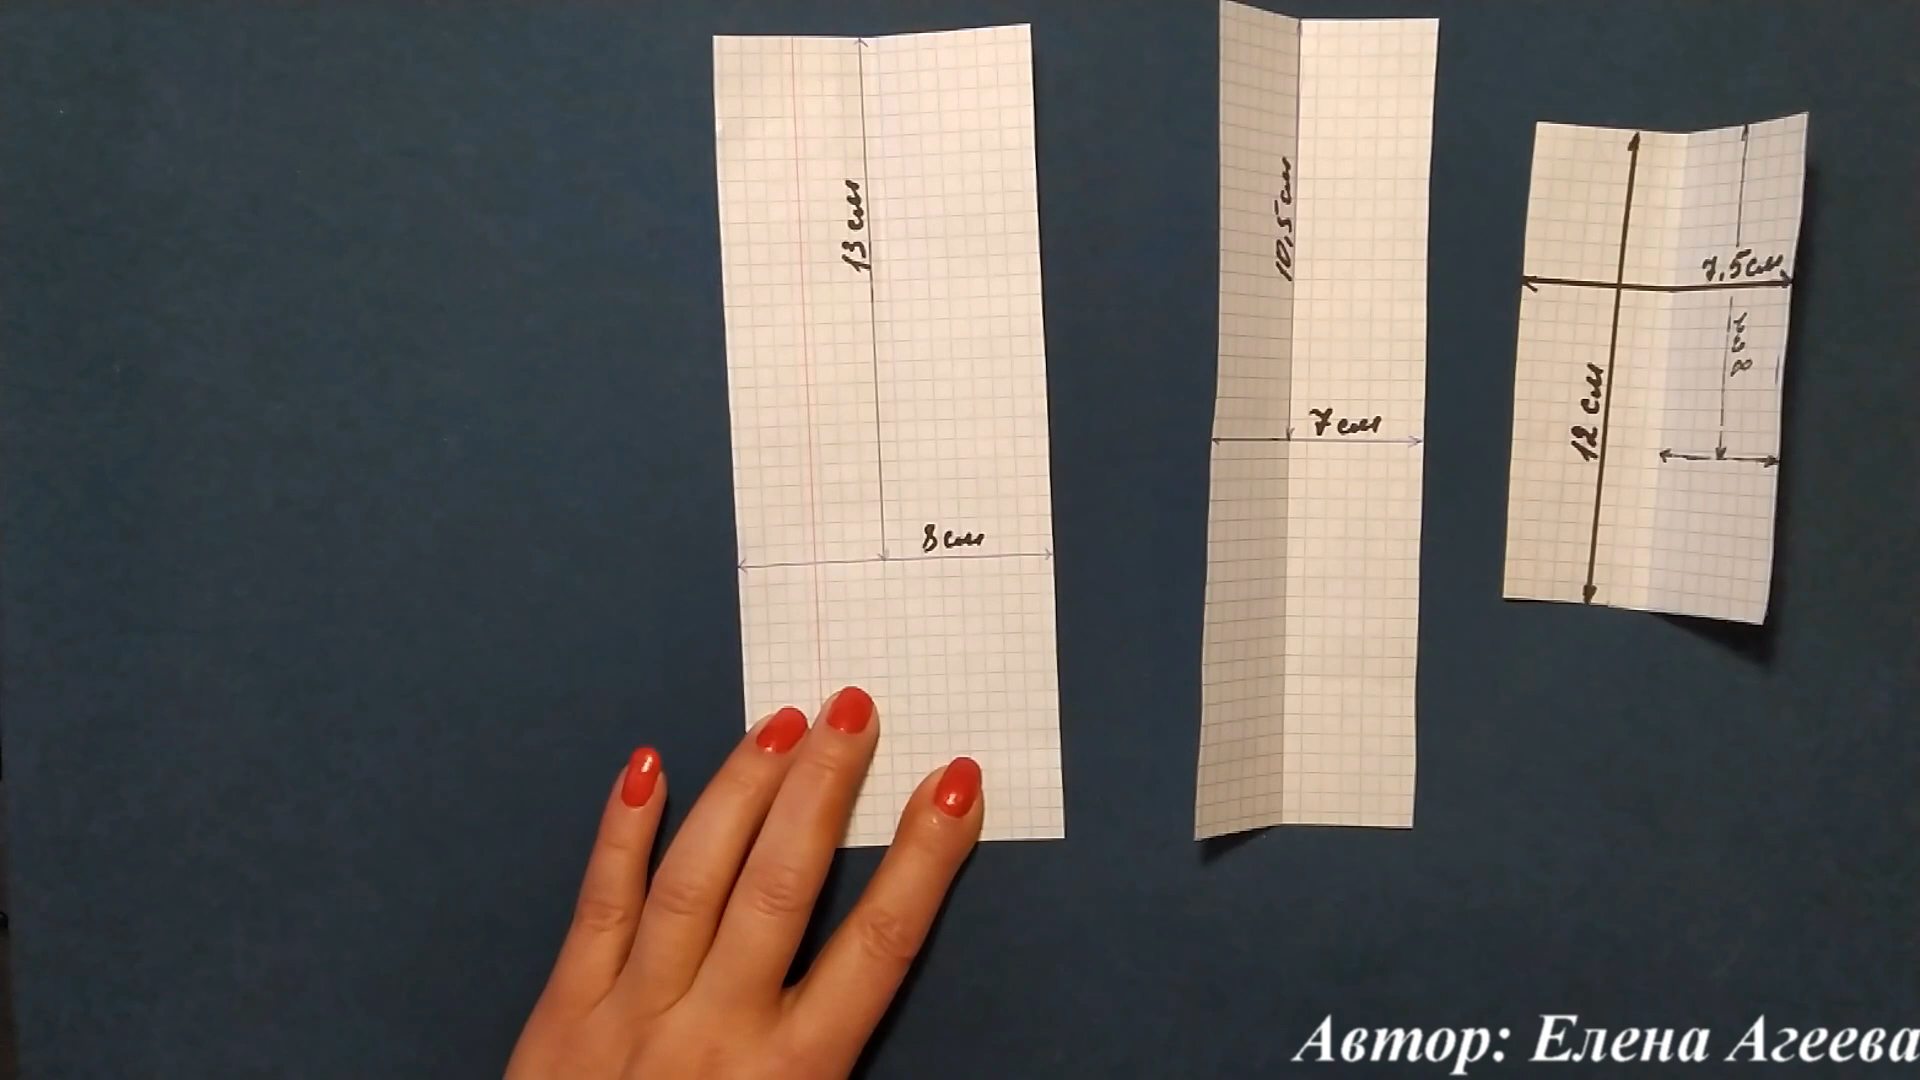 13 см
8 см
10,5 см
7 см
7,5 см
8 см
12 см
Автор: Елена Агеева